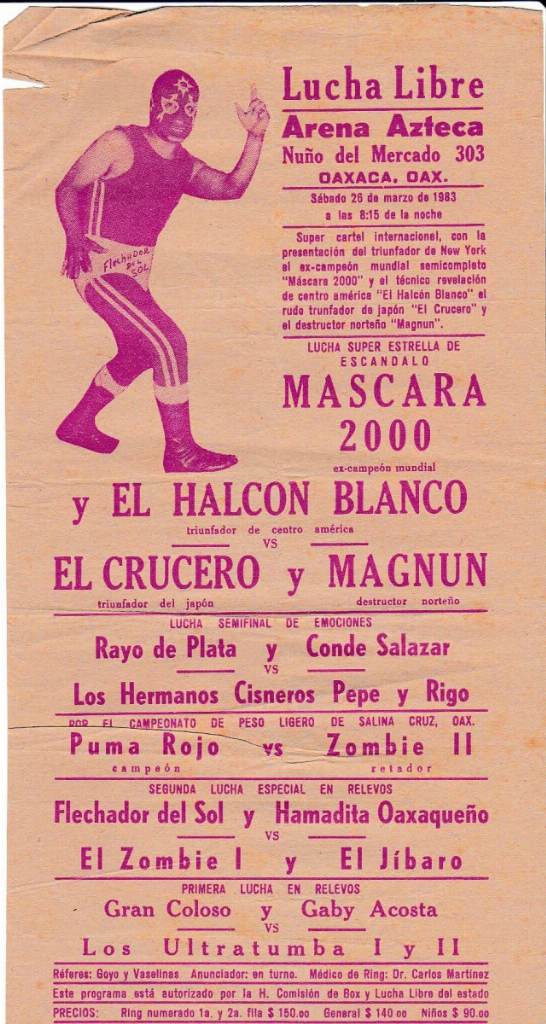 Lucha Libre
Arena Azteca
Nuño del Mercado 303
OAXACA, OAX.
Sábado 26 de marzo de 1983
a las 8:15 de la noche
Super cartel internacionel, con la
presentación del triunfador de New York
el ex-campeón mundial semicompleto
"Máscara 2000" y el técnico revelación
de centro américa "El Halcón Blanco" el
rudo trunfador de japón "El Crucero" y
el destructor norteño "Magnun".
LUCHA SUPER ESTRELLA DE
ESCANDALO
MASCARA
2000
ex-campeón mundial
y EL HALCON BLANCO
triunfador de centro américa
VS
EL CRUCERO y MAGNUN
triunfador del japón destructor norteño
LUCHA SEMIFINAL DE EMOCIONES
Rayo de Plata y Conde Salazar
VS
Los Hermanos Cisneros Pepe y Rigo
POR EL CAMPEONATO DE PESO LIGERO DE SALINA CRUZ, OAX.
Puma Rojo vs Zombie II
campeón retador
SEGUNDA LUCHA ESPECIAL EN RELEVOS
Flechador del Sol y Hamadita Oaxaqueño
VS
El Zombie I y El Jíbaro
PRIMERA LUCHA EN RELEVOS
Gran Coloso y Gaby Acosta
VS
Los Ultratumba I y II
Réferes: Goyo y Vaselinas Anunciador: en turno. Médico de Ring: Dr. Carlos Martínez
Este programa está autorizado por la H. Comisión de Box y Lucha Libre del estado
PRECIOS: Ring numerado 1a. y 2a. fila $ 150.00 General $ 140 00 Niños $ 90.00
Flechador
DEL
SOL